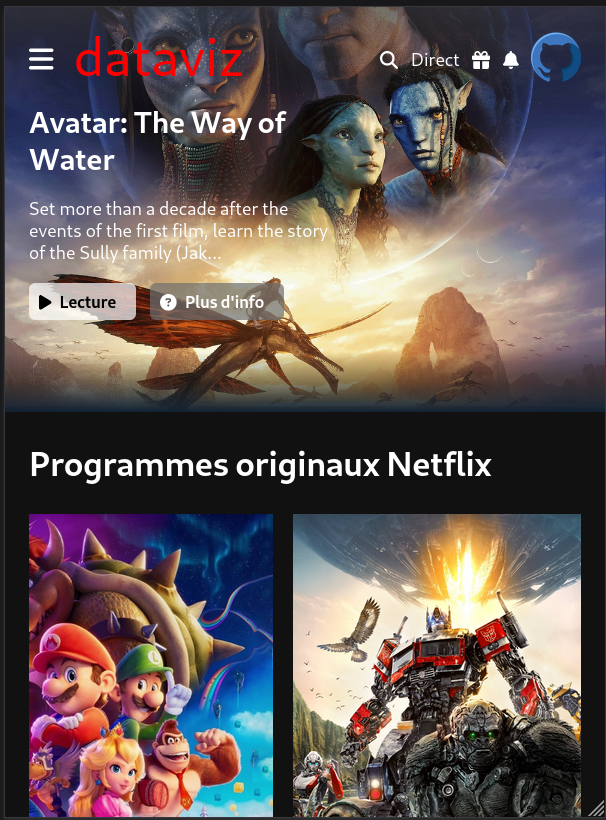 dataviz
Direct
Avatar: The Way of
Water
Set more than a decade after the
events of the first film, learn the story
of the Sully family (Jak...
Lecture
Plus d'info
Programmes originaux Netflix